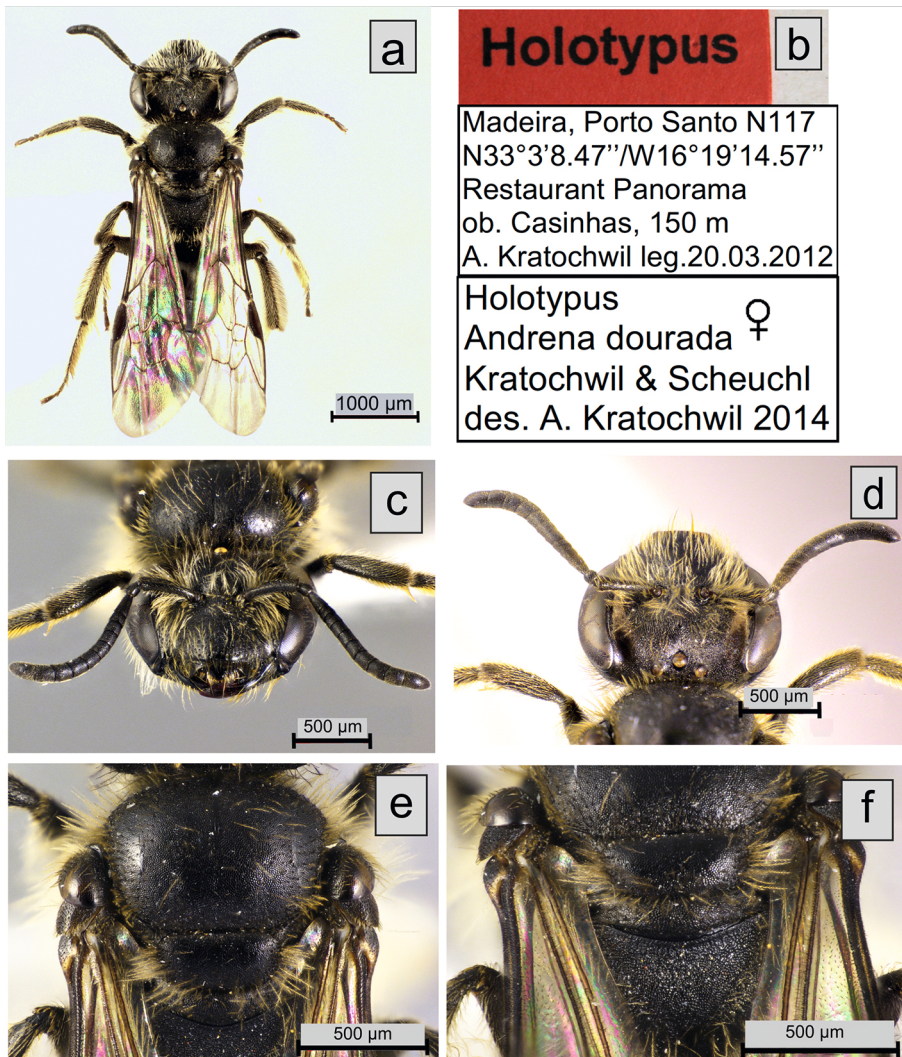 a
Holotypus
b
Madeira, Porto Santo N117
N33°3’8.47’’/W16°19’14.57’’
Restaurant Panorama
ob. Casinhas, 150 m
A. Kratochwil leg.20.03.2012
Holotypus
Andrena dourada ♀
Kratochwil & Scheuchl
des. A. Kratochwil 2014
1000 µm
c
500 µm
d
500 µm
e
500 µm
f
500 µm